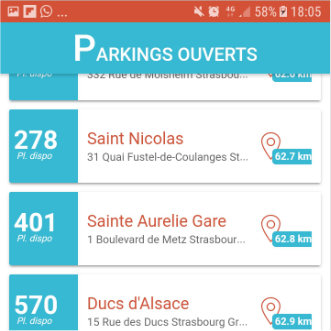 ... 4G 58% 18:05
PARKINGS OUVERTS
Pl. dispo 332 Rue de Molsheim Strasbou... 62.6 km
278 Saint Nicolas
Pl. dispo 31 Quai Fustel-de-Coulanges St... 62.7 km
401 Sainte Aurelie Gare
Pl. dispo 1 Boulevard de Metz Strasbour... 62.8 km
570 Ducs d'Alsace
Pl. dispo 15 Rue des Ducs Strasbourg Gr... 62.9 km